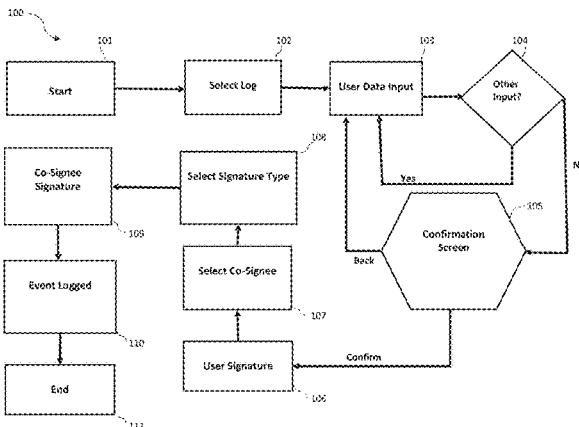 100
101
102
103
104
Start
Select Log
User Data Input
Other
Input?
N
Yes
108
Co-Signee
Signature
Select Signature Type
109
105
Confirmation
Screen
Back
Select Co-Signee
107
Event Logged
110
User Signature
106
Confirm
End
111